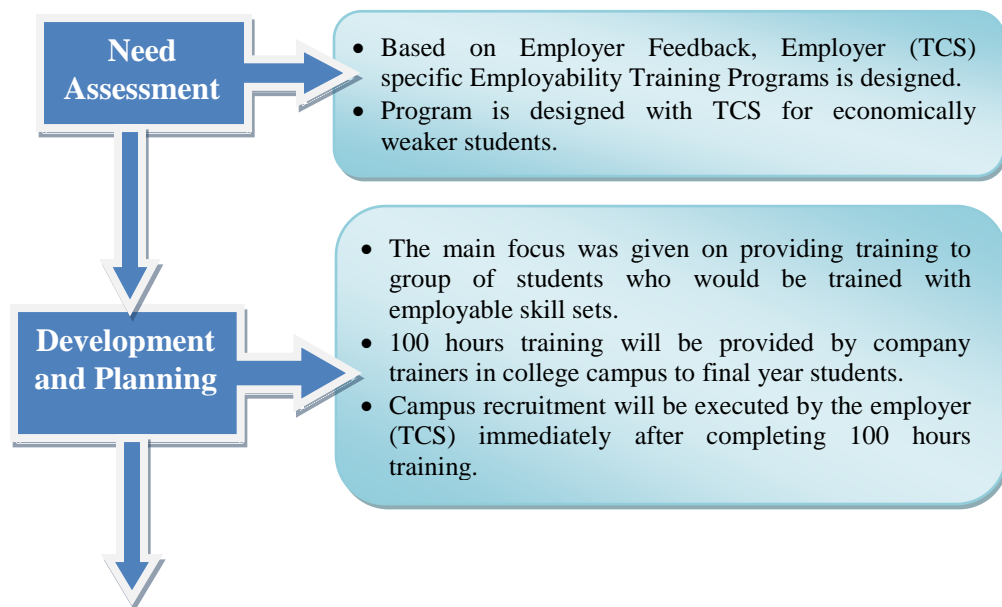 Need
Assessment
• Based on Employer Feedback, Employer (TCS)
specific Employability Training Programs is designed.
• Program is designed with TCS for economically
weaker students.
Development
and Planning
• The main focus was given on providing training to
group of students who would be trained with
employable skill sets.
• 100 hours training will be provided by company
trainers in college campus to final year students.
• Campus recruitment will be executed by the employer
(TCS) immediately after completing 100 hours
training.